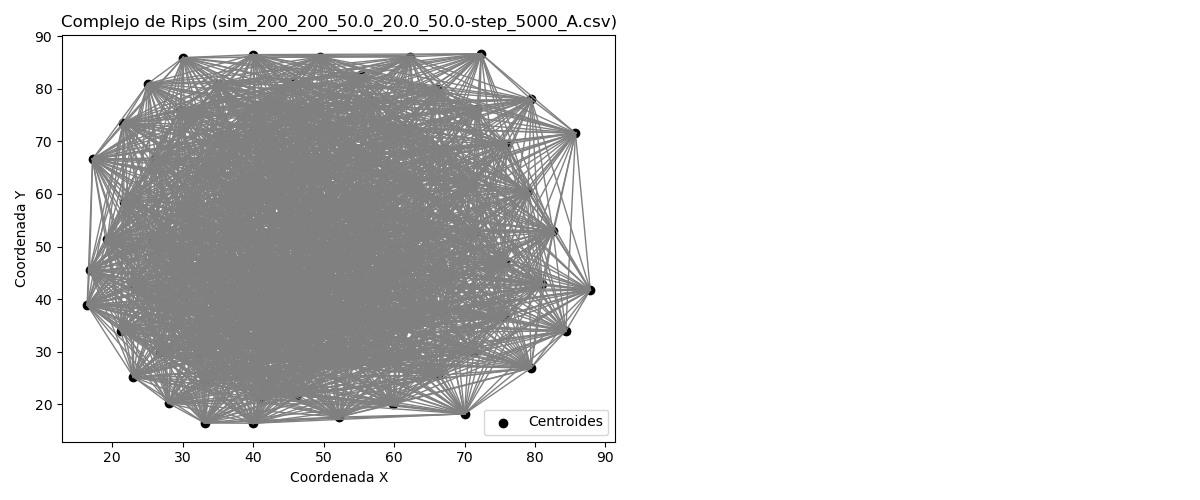 Complejo de Rips (sim_200_200_50.0_20.0_50.0-step_5000_A.csv)
90
80
70
60
50
40
30
20
Coordenada Y
Centroides
20 30 40 50 60 70 80 90
Coordenada X